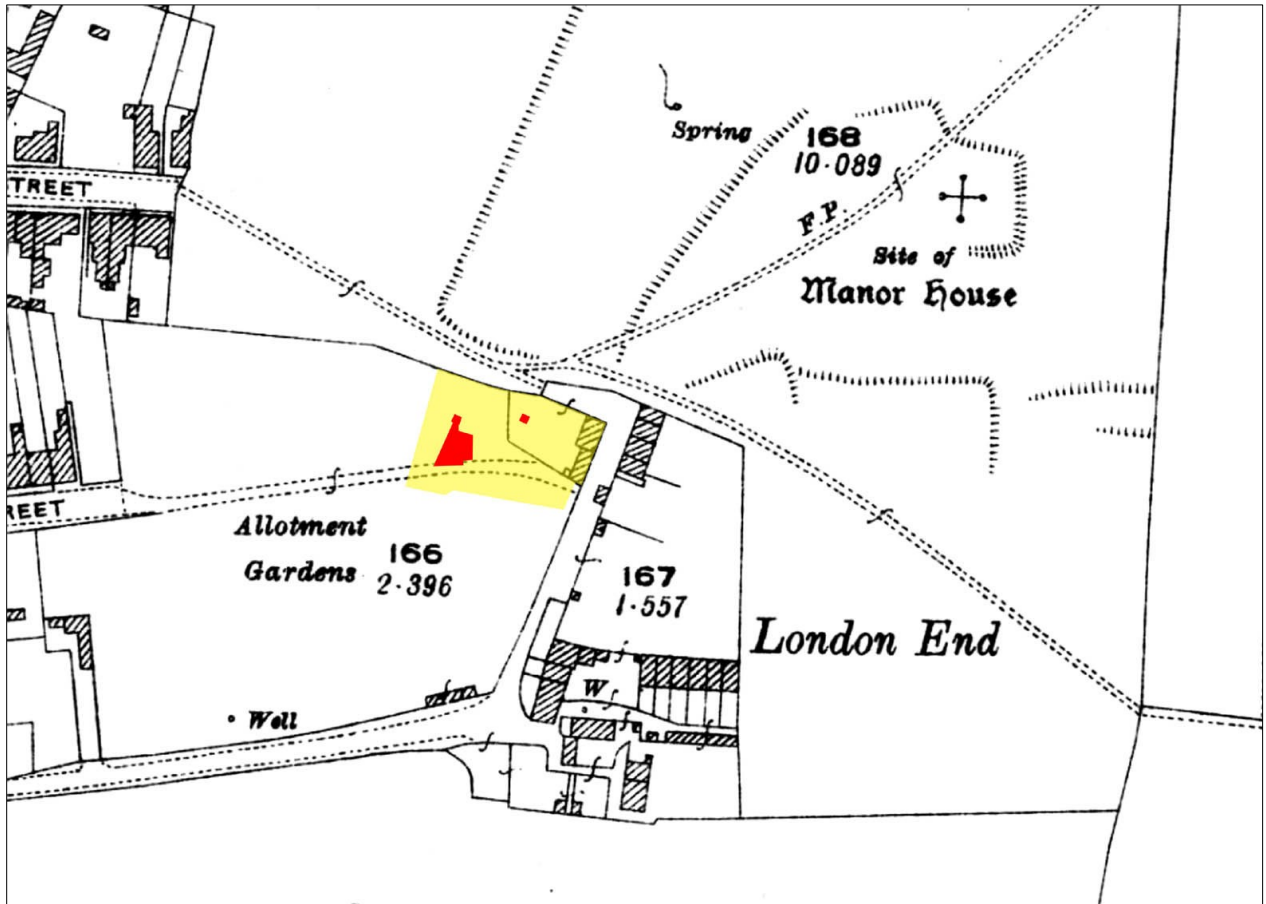 Spring
168
10·089
F.P.
TREET
Site of
Manor House
REET
Allotment
Gardens
166
2·396
167
1·557
London End
W
Well